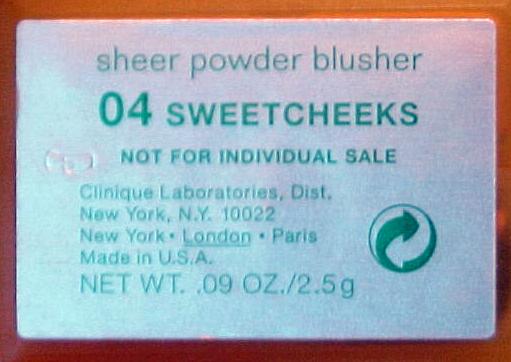 sheer powder blusher
04 SWEETCHEEKS
NOT FOR INDIVIDUAL SALE
Clinique Laboratories, Dist.
New York, N.Y. 10022
New York • London • Paris
Made in U.S.A.
NET WT. .09 OZ./2.5g